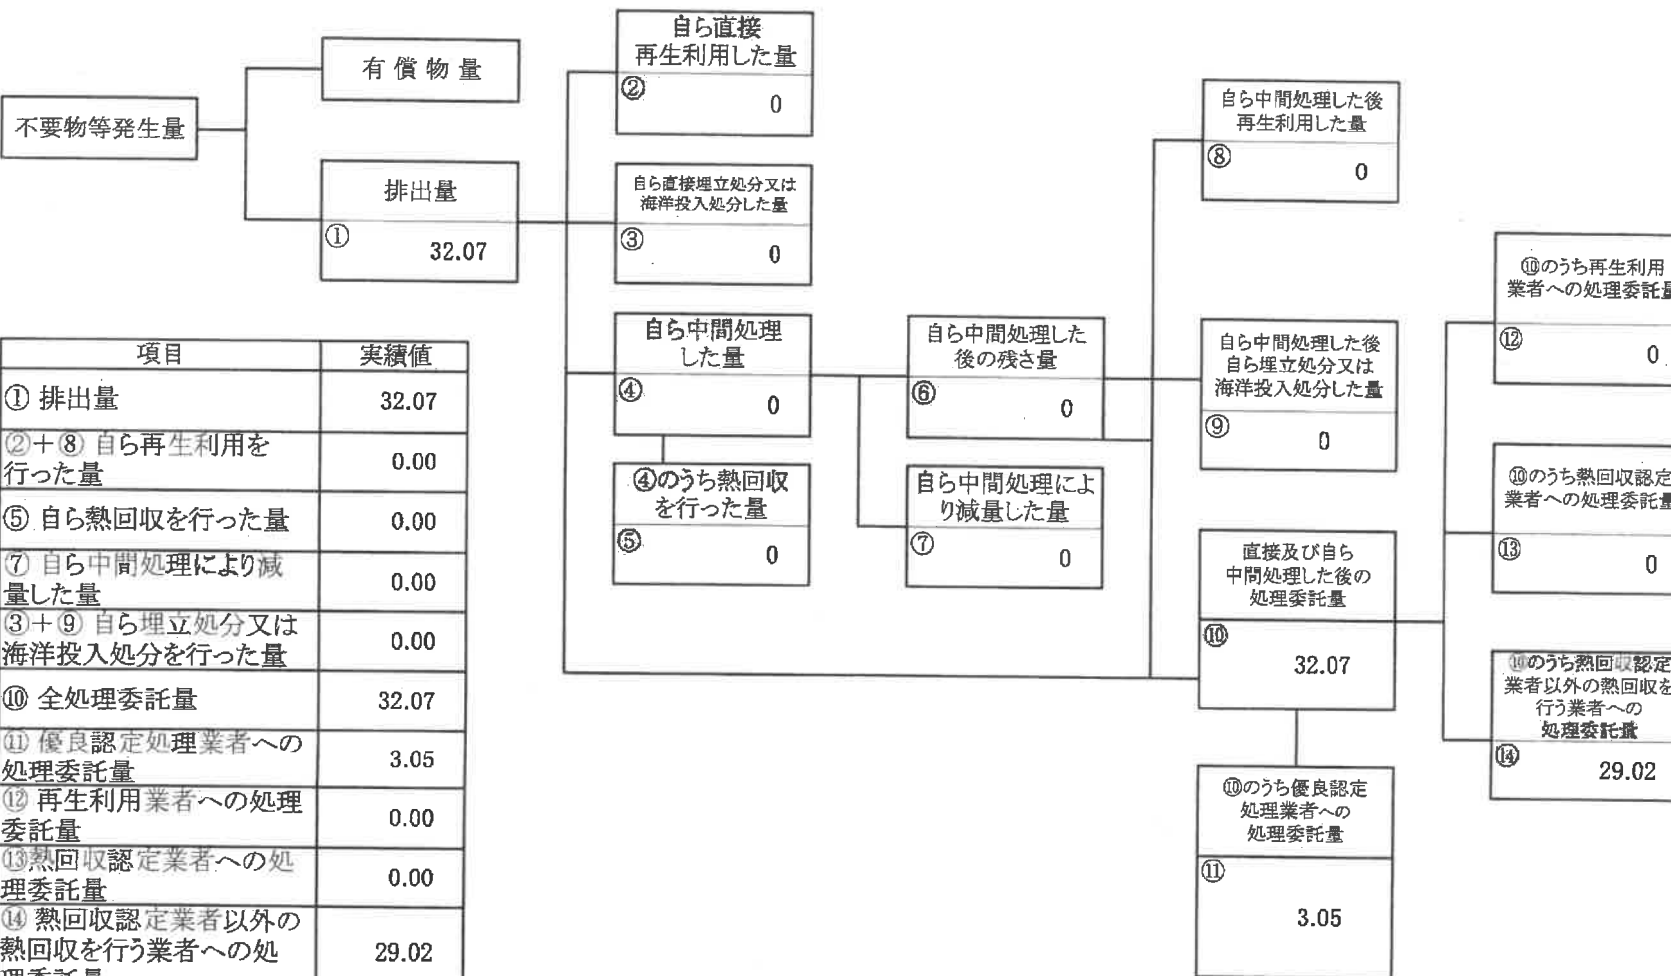 不要物等発生量
有 償 物 量
排出量
①
32.07
自ら直接
再生利用した量
②
0
自ら直接埋立処分又は
海洋投入処分した量
③
0
自ら中間処理
した量
④
0
④のうち熱回収
を行った量
⑤
0
自ら中間処理した
後の残さ量
⑥
0
自ら中間処理によ
り減量した量
⑦
0
自ら中間処理した後
再生利用した量
⑧
0
自ら中間処理した後
自ら埋立処分又は
海洋投入処分した量
⑨
0
直接及び自ら
中間処理した後の
処理委託量
⑩
32.07
⑩のうち優良認定
処理業者への
処理委託量
⑪
3.05
⑩のうち再生利用
業者への処理委託量
⑫
0
⑩のうち熱回収認定
業者への処理委託量
⑬
0
⑩のうち熱回収認定
業者以外の熱回収を
行う業者への
処理委託量
⑭
29.02
項目 実績値
① 排出量 32.07
②＋⑧ 自ら再生利用を
行った量 0.00
⑤ 自ら熱回収を行った量 0.00
⑦ 自ら中間処理により減
量した量 0.00
③＋⑨ 自ら埋立処分又は
海洋投入処分を行った量 0.00
⑩ 全処理委託量 32.07
⑪ 優良認定処理業者への
処理委託量 3.05
⑫ 再生利用業者への処理
委託量 0.00
⑬熱回収認定業者への処
理委託量 0.00
⑭ 熱回収認定業者以外の
熱回収を行う業者への処
理委託量 29.02